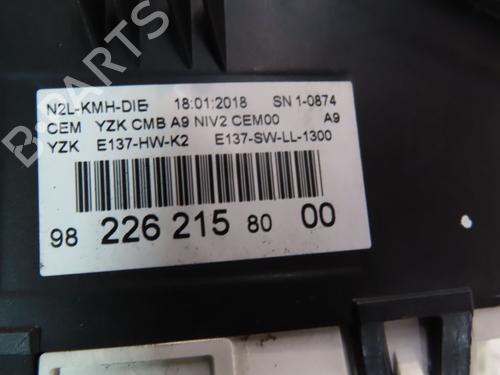 B-PARTS
N2L-KMH-DIE 18:01:2018 SN 1-0874
CEM YZK CMB A9 NIV2 CEM00 A9
YZK E137-HW-K2 E137-SW-LL-1300
98 226 215 80 00